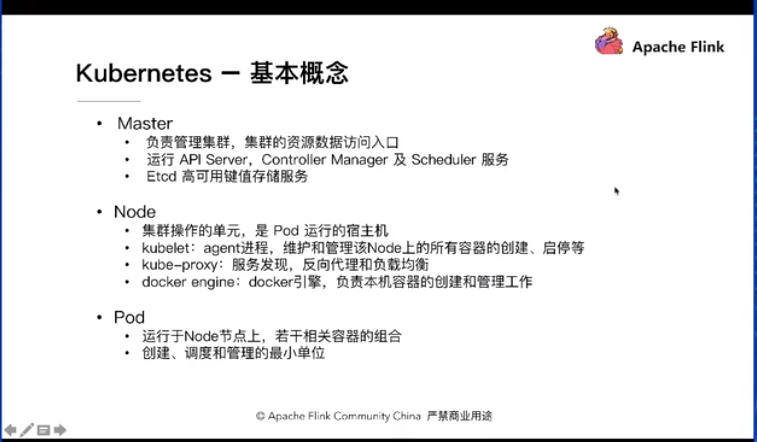 Apache Flink
Kubernetes － 基本概念
• Master
• 负责管理集群，集群的资源数据访问入口
• 运行 API Server，Controller Manager 及 Scheduler 服务
• Etcd 高可用键值存储服务
• Node
• 集群操作的单元，是 Pod 运行的宿主机
• kubelet：agent进程，维护和管理该Node上的所有容器的创建、启停等
• kube-proxy：服务发现，反向代理和负载均衡
• docker engine：docker引擎，负责本机容器的创建和管理工作
• Pod
• 运行于Node节点上，若干相关容器的组合
• 创建、调度和管理的最小单位
© Apache Flink Community China 严禁商业用途